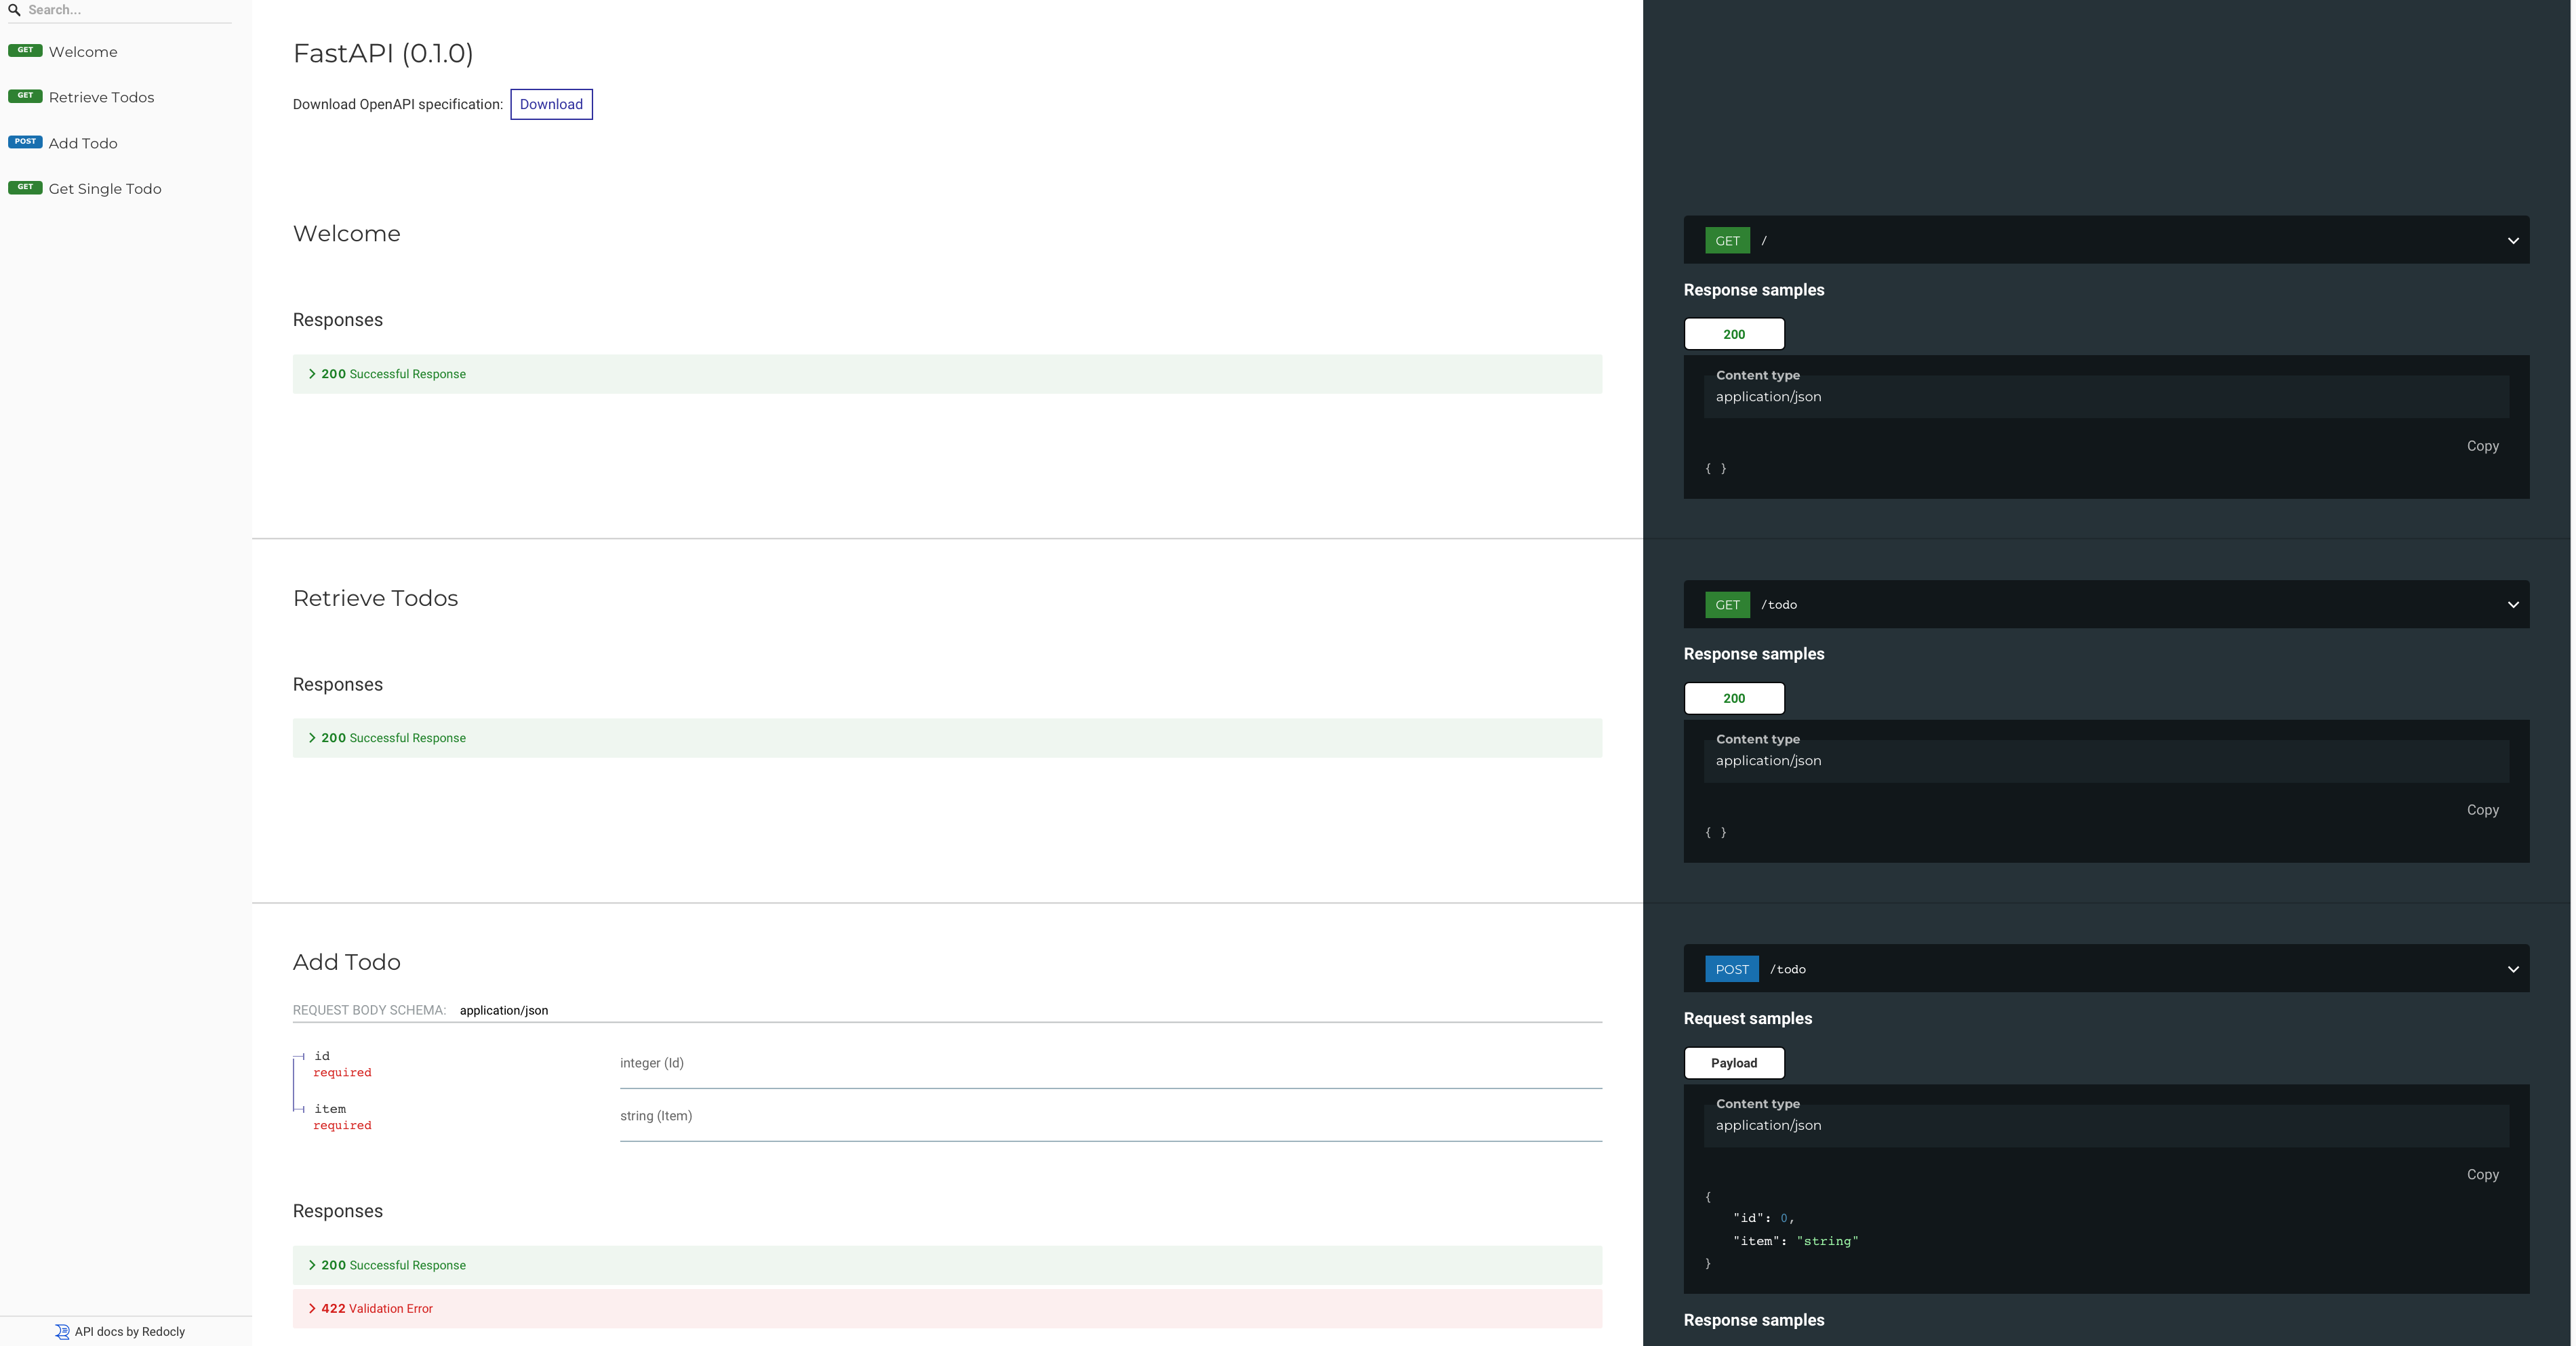 Search...
GET Welcome
GET Retrieve Todos
POST Add Todo
GET Get Single Todo
API docs by Redocly
FastAPI (0.1.0)
Download OpenAPI specification: Download
Welcome
Responses
200 Successful Response
GET /
Response samples
200
Content type
application/json
Copy
{ }
Retrieve Todos
Responses
200 Successful Response
GET /todo
Response samples
200
Content type
application/json
Copy
{ }
Add Todo
REQUEST BODY SCHEMA: application/json
id
required
integer (Id)
item
required
string (Item)
Responses
200 Successful Response
422 Validation Error
POST /todo
Request samples
Payload
Content type
application/json
Copy
{
"id": 0,
"item": "string"
}
Response samples